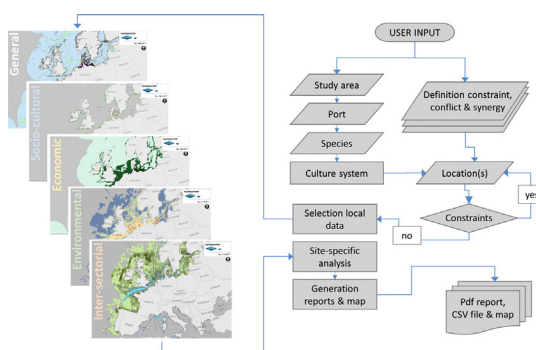 General
Socio-cultural
Economic
Environmental
Inter-sectorial
USER INPUT
Study area
Port
Species
Culture system
Definition constraint,
conflict & synergy
Location(s)
yes
Constraints
no
Selection local
data
Site-specific
analysis
Generation
reports & map
Pdf report,
CSV file & map